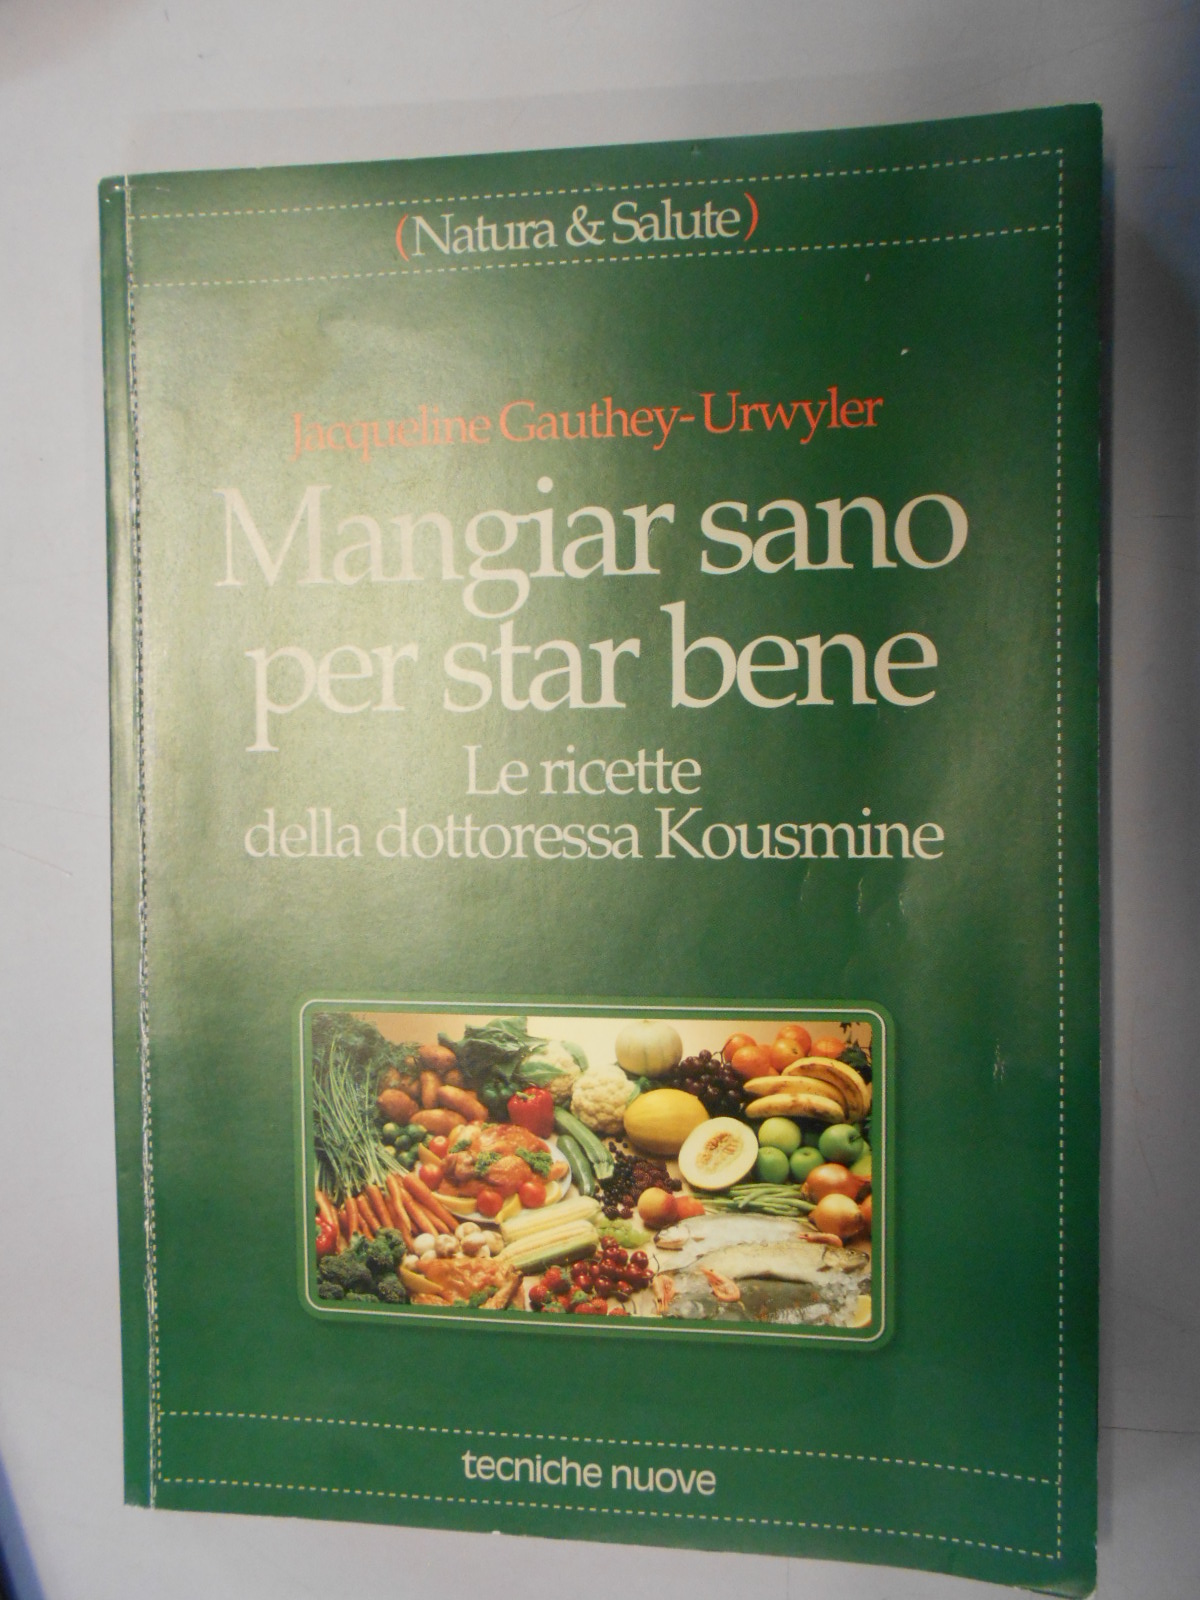 (Natura & Salute)
Jacqueline Gauthey-Urwyler
Mangiar sano
per star bene
Le ricette
della dottoressa Kousmine
tecniche nuove